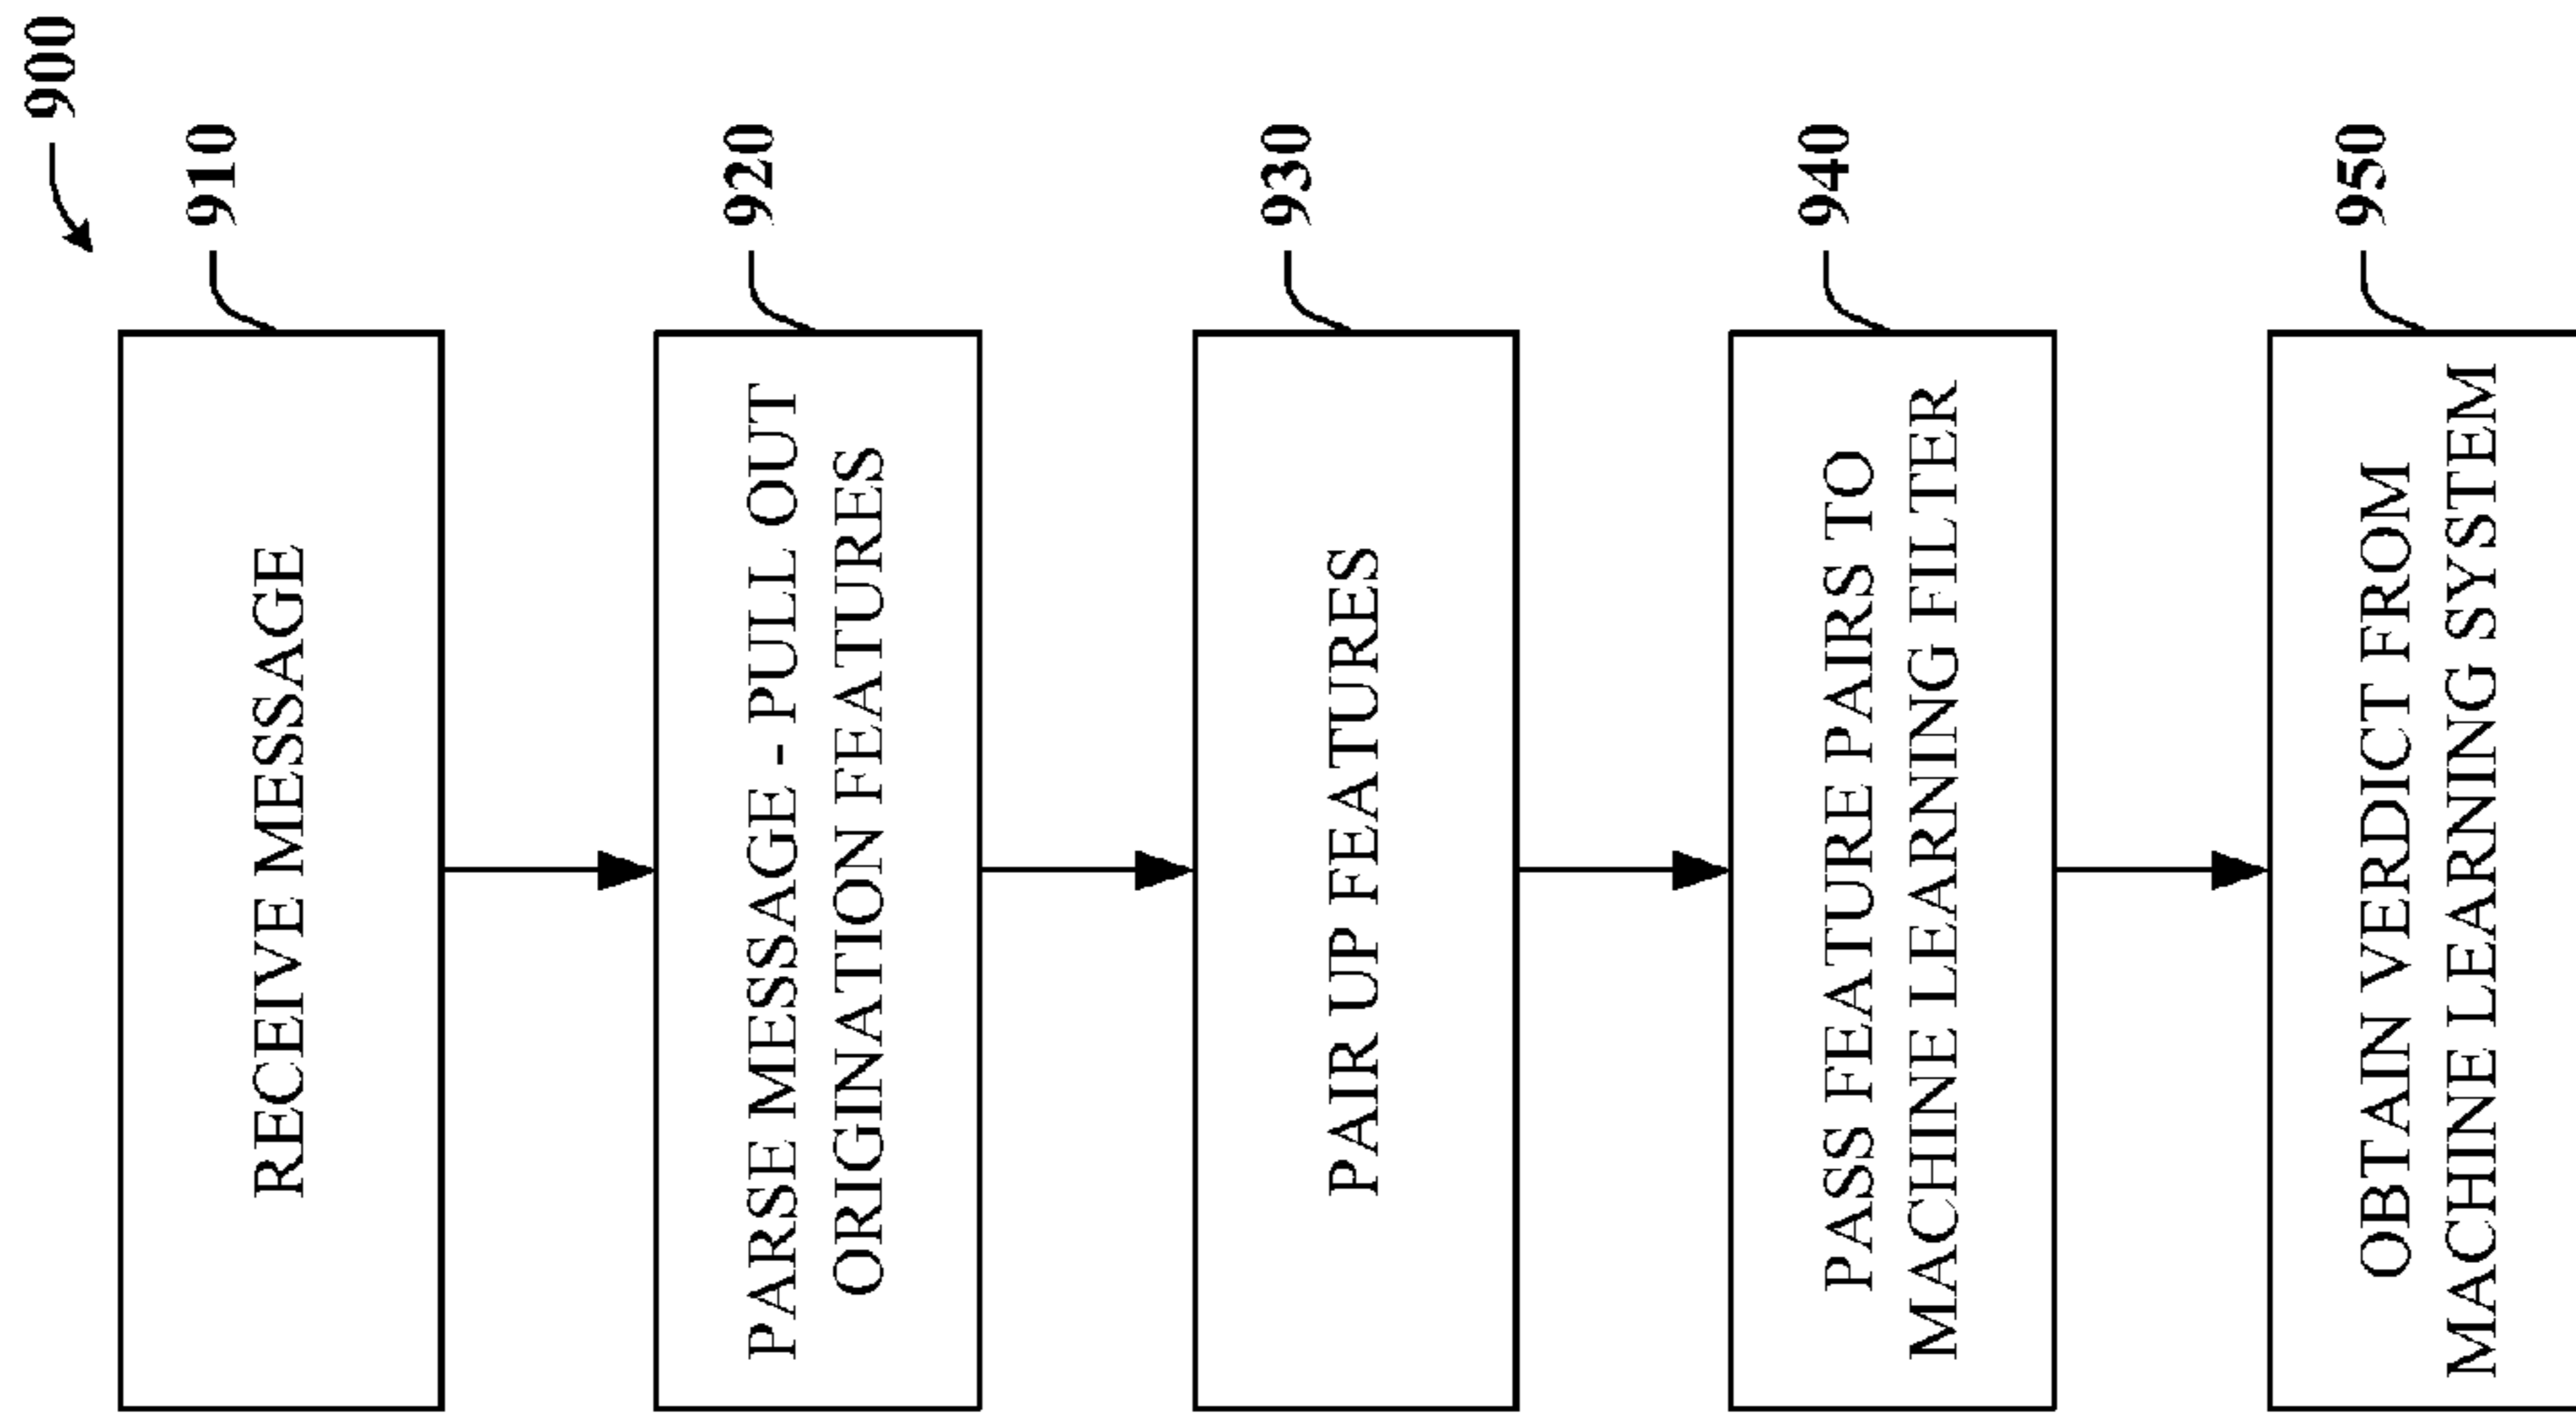 900
910
RECEIVE MESSAGE
920
PARSE MESSAGE - PULL OUT
ORIGINATION FEATURES
930
PAIR UP FEATURES
940
PASS FEATURE PAIRS TO
MACHINE LEARNING FILTER
950
OBTAIN VERDICT FROM
MACHINE LEARNING SYSTEM